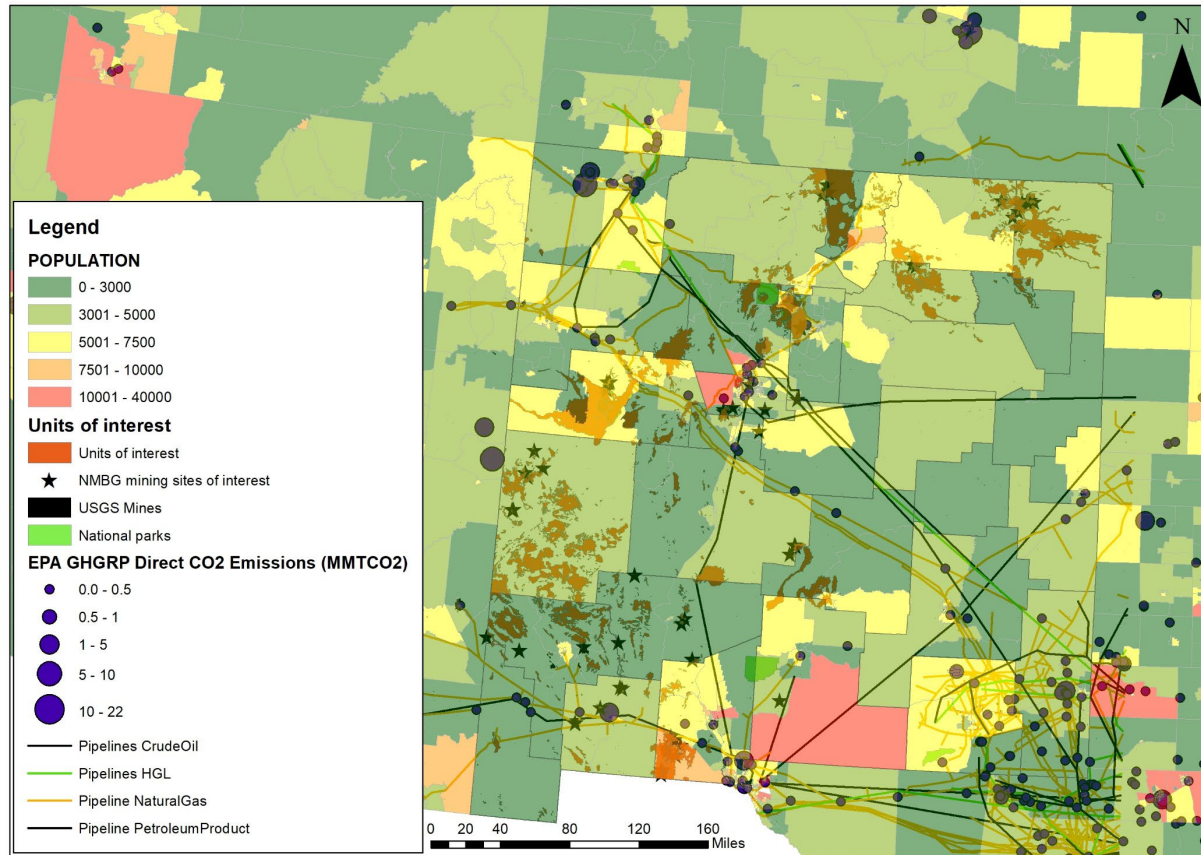 N
Legend
POPULATION
0 - 3000
3001 - 5000
5001 - 7500
7501 - 10000
10001 - 40000
Units of interest
Units of interest
NMBG mining sites of interest
USGS Mines
National parks
EPA GHGRP Direct CO2 Emissions (MMTCO2)
0.0 - 0.5
0.5 - 1
1 - 5
5 - 10
10 - 22
Pipelines CrudeOil
Pipelines HGL
Pipeline NaturalGas
Pipeline PetroleumProduct
0 20 40 80 120 160
Miles